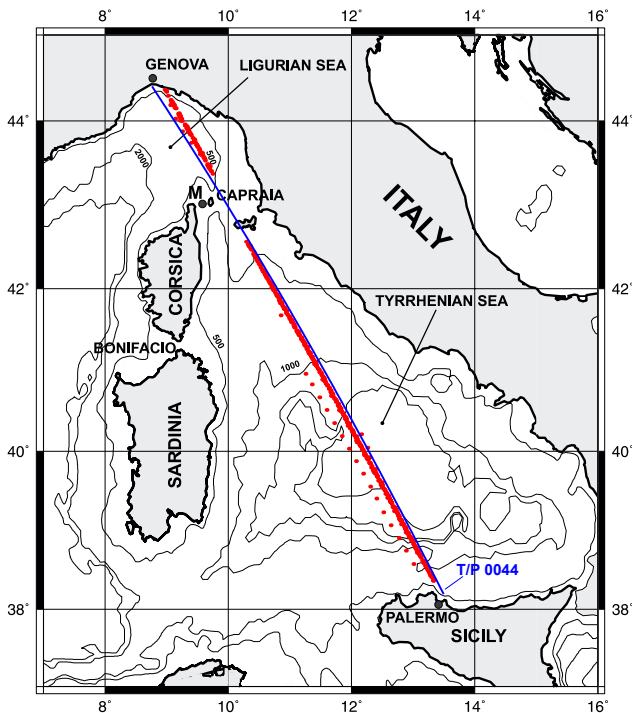 8 10 12 14 16
GENOVA
LIGURIAN SEA
44° 44°
2000
500
M CAPRAIA
ITALY
CORSICA
42° 42°
TYRRHENIAN SEA
500
BONIFACIO
1000
SARDINIA
40° 40°
T/P 0044
38° 38°
PALERMO
SICILY
8 10 12 14 16